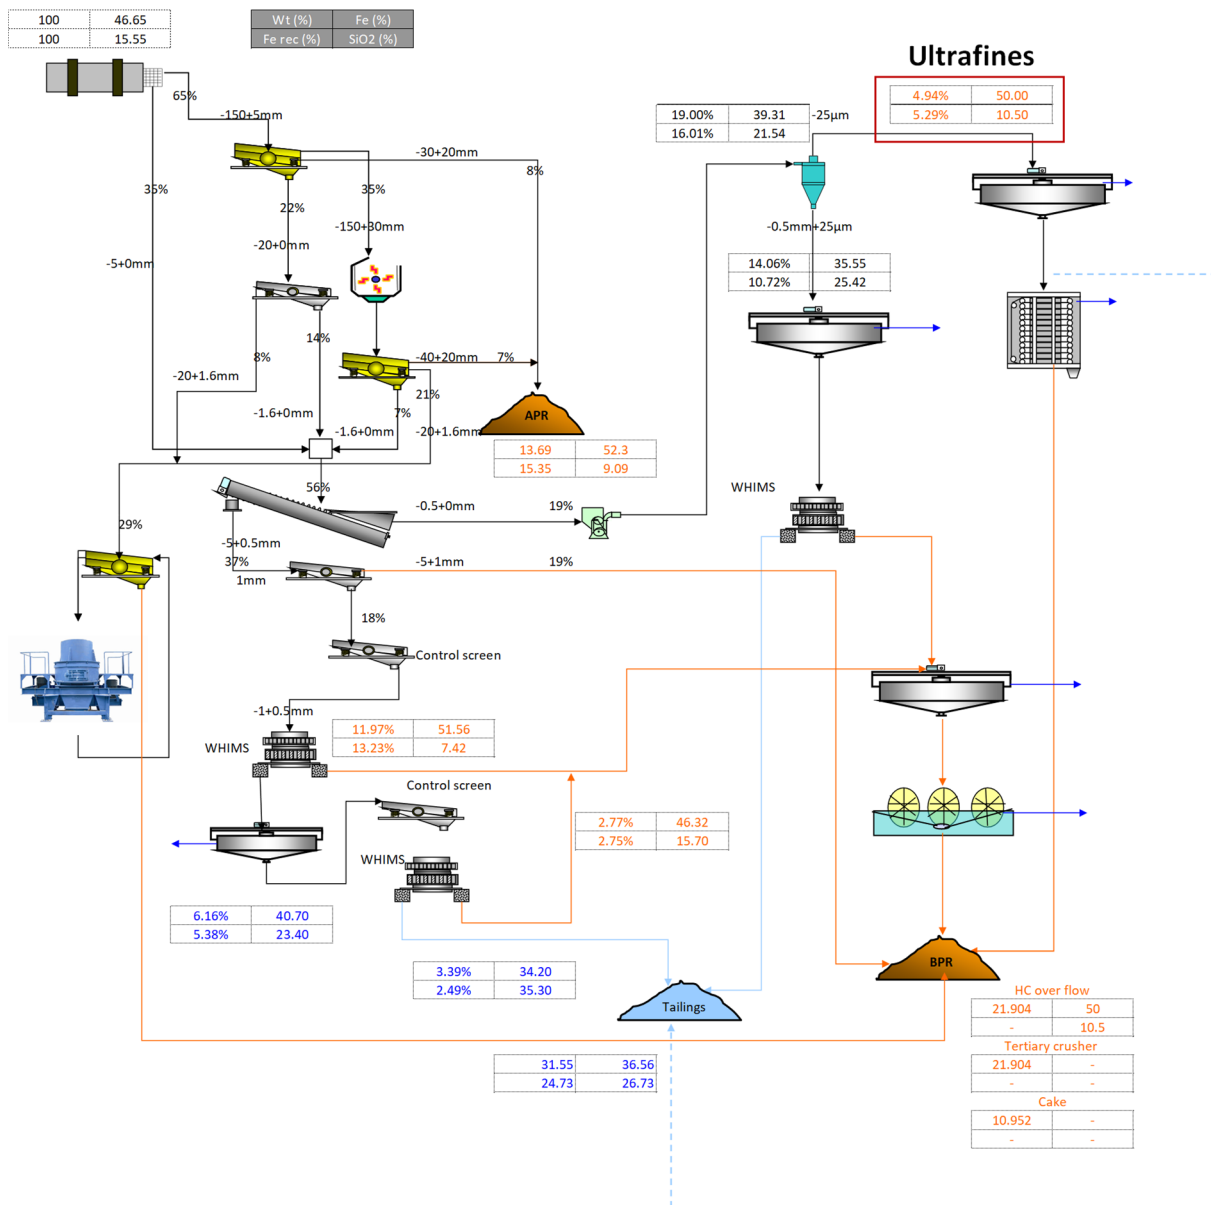 100 46.65
100 15.55
Wt (%) Fe (%)
Fe rec (%) SiO2 (%)
Ultrafines
4.94% 50.00
5.29% 10.50
65%
-150+5mm
19.00% 39.31
16.01% 21.54
-25µm
-30+20mm
8%
35%
35%
22%
-150+30mm
-0.5mm+25µm
-20+0mm
-5+0mm
14.06% 35.55
10.72% 25.42
14%
8%
-40+20mm
7%
-20+1.6mm
21%
7%
-1.6+0mm
APR
-1.6+0mm
-20+1.6mm
13.69 52.3
15.35 9.09
56%
WHIMS
-0.5+0mm
19%
29%
-5+0.5mm
37%
1mm
-5+1mm
19%
18%
Control screen
-1+0.5mm
11.97% 51.56
13.23% 7.42
WHIMS
Control screen
2.77% 46.32
2.75% 15.70
WHIMS
6.16% 40.70
5.38% 23.40
BPR
3.39% 34.20
2.49% 35.30
Tailings
HC over flow
21.904 50
- 10.5
Tertiary crusher
21.904 -
- -
31.55 36.56
24.73 26.73
Cake
10.952 -
- -